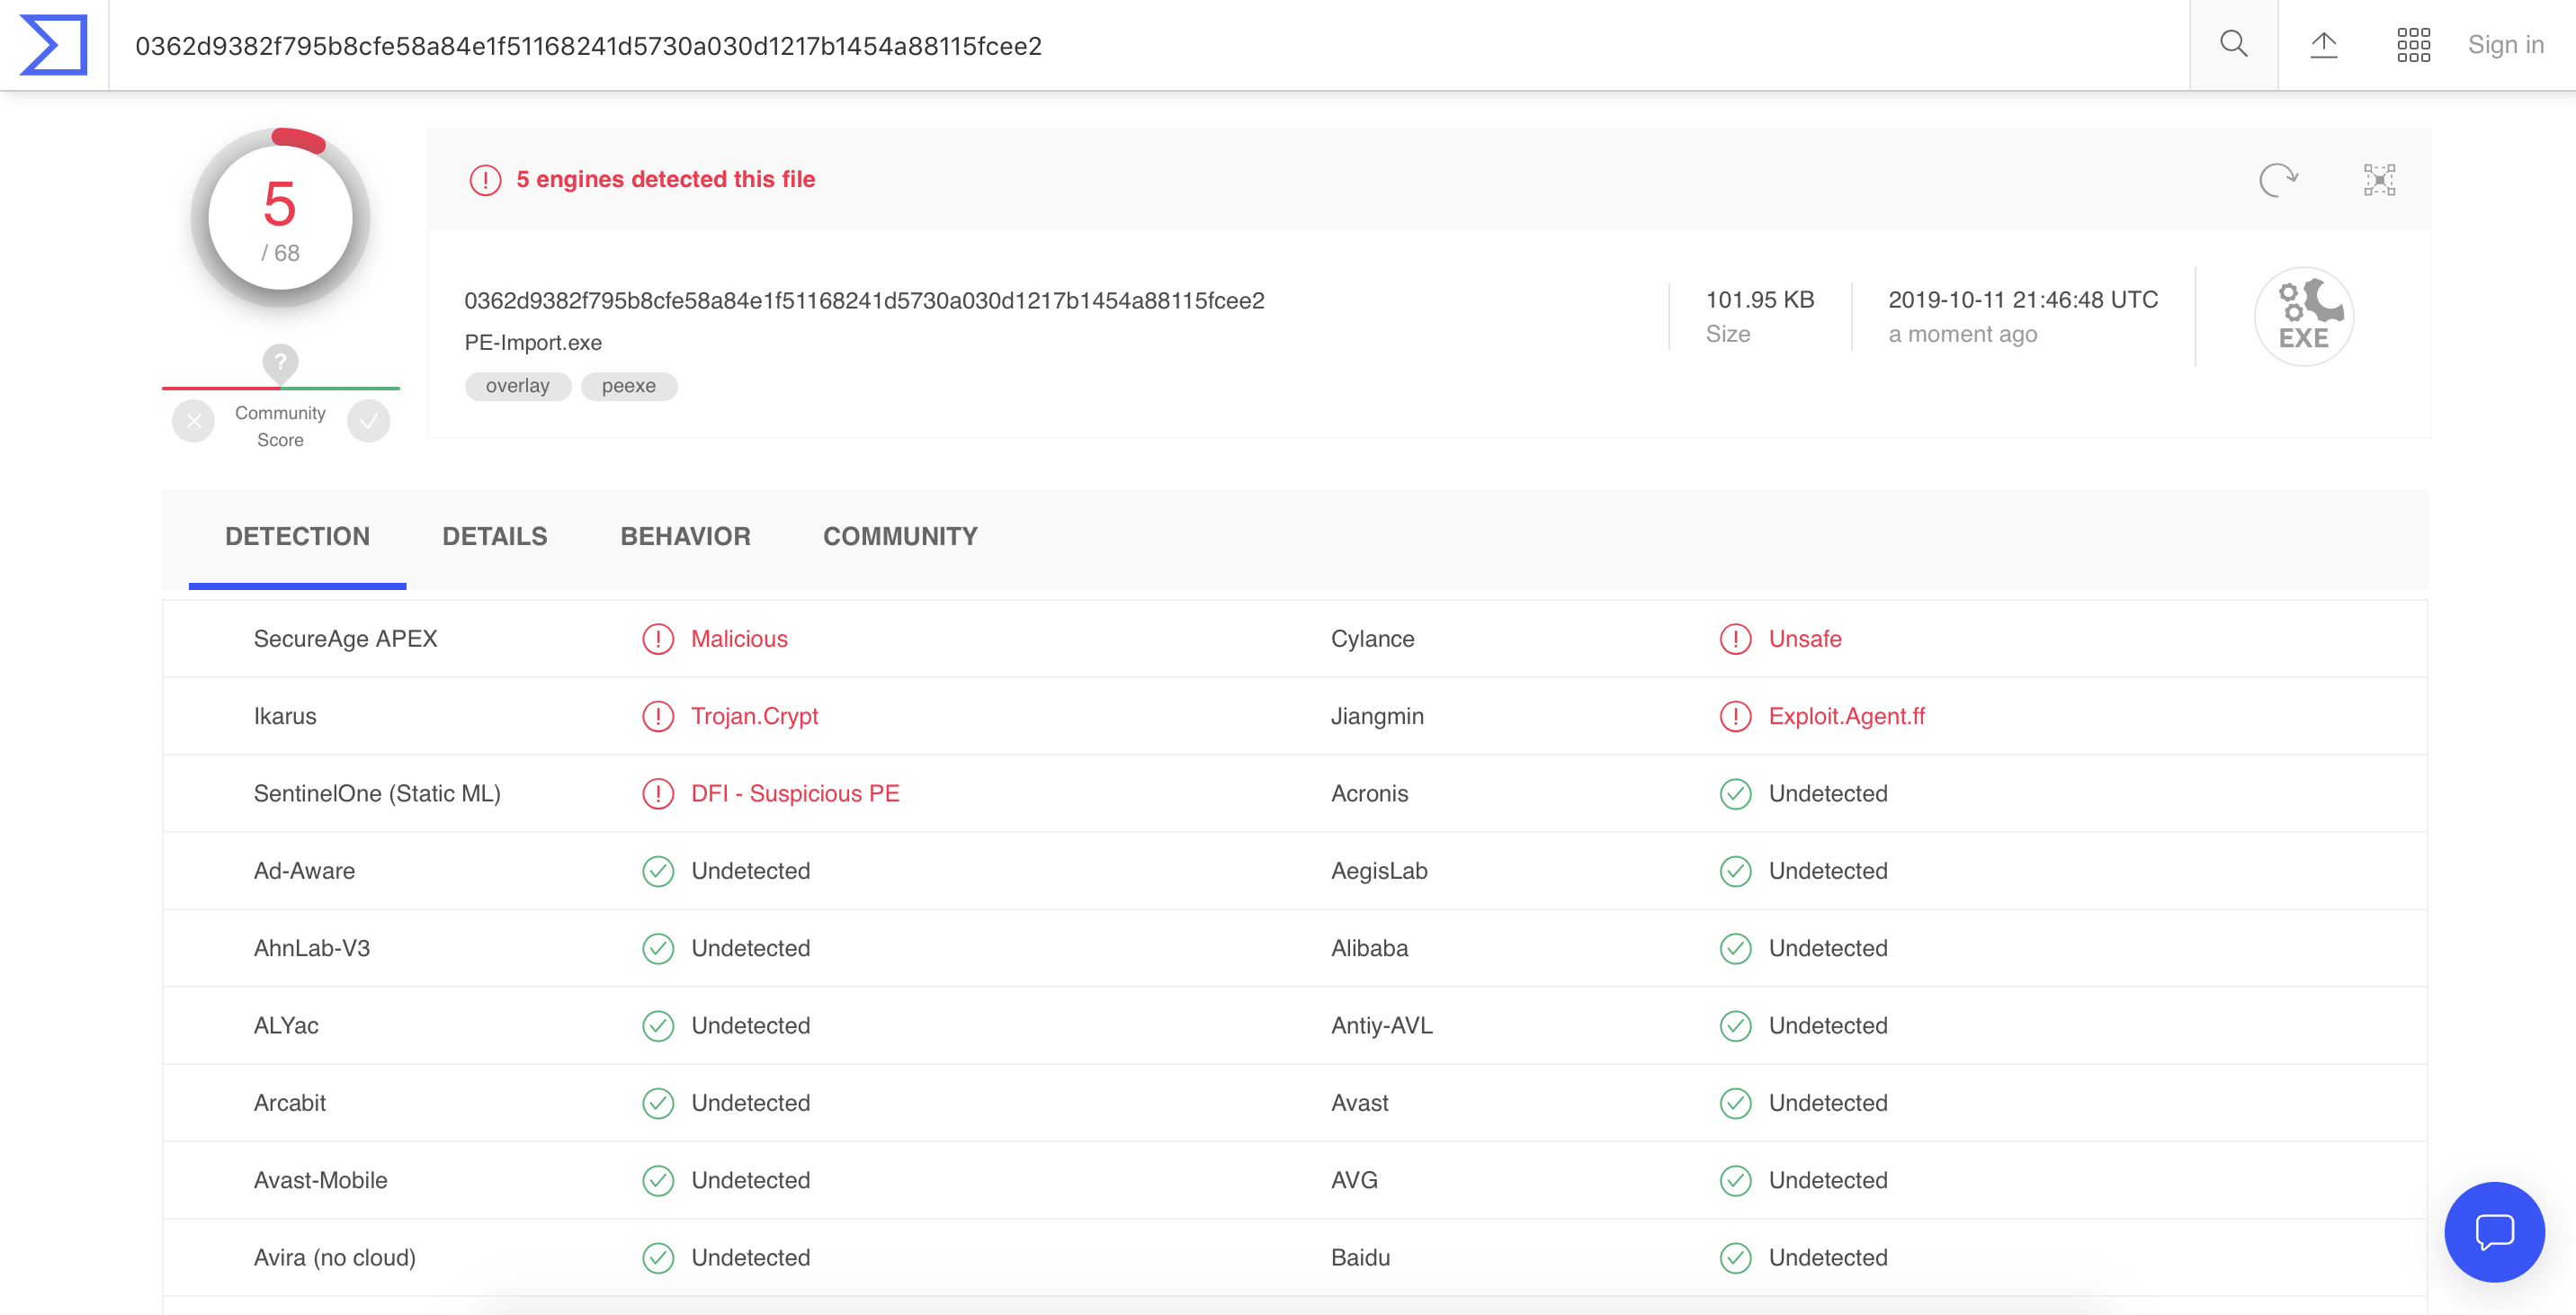 0362d9382f795b8cfe58a84e1f51168241d5730a030d1217b1454a88115fcee2
Sign in
5
/ 68
5 engines detected this file
0362d9382f795b8cfe58a84e1f51168241d5730a030d1217b1454a88115fcee2
PE-Import.exe
overlay peexe
101.95 KB
Size
2019-10-11 21:46:48 UTC
a moment ago
EXE
?
Community
Score
DETECTION DETAILS BEHAVIOR COMMUNITY
SecureAge APEX Malicious Cylance Unsafe
Ikarus Trojan.Crypt Jiangmin Exploit.Agent.ff
SentinelOne (Static ML) DFI - Suspicious PE Acronis Undetected
Ad-Aware Undetected AegisLab Undetected
AhnLab-V3 Undetected Alibaba Undetected
ALYac Undetected Antiy-AVL Undetected
Arcabit Undetected Avast Undetected
Avast-Mobile Undetected AVG Undetected
Avira (no cloud) Undetected Baidu Undetected